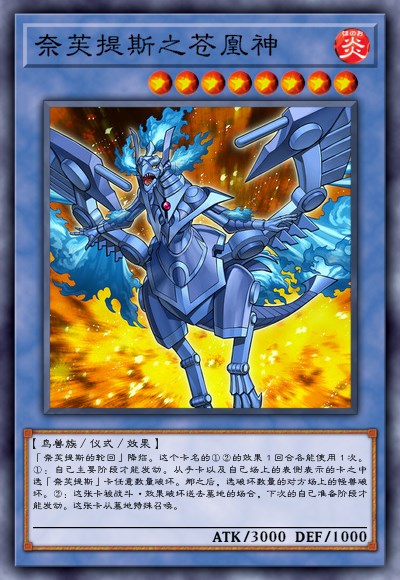 奈芙提斯之苍凰神
炎
ほのお
【鸟兽族／仪式／效果】
「奈芙提斯的轮回」降临。这个卡名的①②的效果1回合各能使用1次。
①：自己主要阶段才能发动。从手卡以及自己场上的表侧表示的卡之中
选「奈芙提斯」卡任意数量破坏。那之后，选破坏数量的对方场上的怪兽破
坏。②：这张卡被战斗·效果破坏送去墓地的场合，下次的自己准备阶段才
能发动。这张卡从墓地特殊召唤。
ATK/3000 DEF/1000